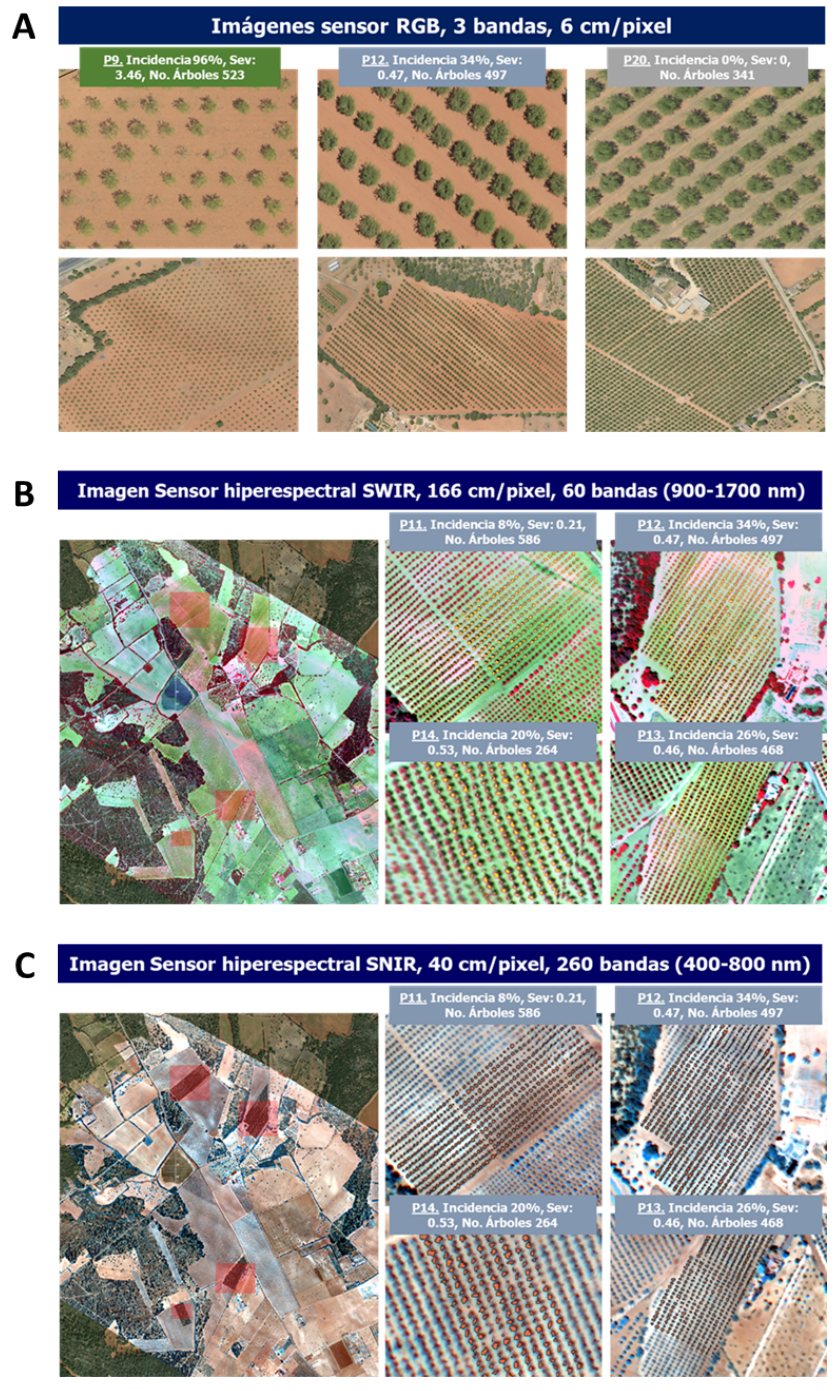 A
Imágenes sensor RGB, 3 bandas, 6 cm/pixel
P9. Incidencia 96%, Sev:
3.46, No. Árboles 523
P12. Incidencia 34%, Sev:
0.47, No. Árboles 497
P20. Incidencia 0%, Sev: 0,
No. Árboles 341
B
Imagen Sensor hiperespectral SWIR, 166 cm/pixel, 60 bandas (900-1700 nm)
P11. Incidencia 8%, Sev: 0.21,
No. Árboles 586
P12. Incidencia 34%, Sev:
0.47, No. Árboles 497
P14. Incidencia 20%, Sev:
0.53, No. Árboles 264
P13. Incidencia 26%, Sev:
0.46, No. Árboles 468
C
Imagen Sensor hiperespectral SNIR, 40 cm/pixel, 260 bandas (400-800 nm)
P11. Incidencia 8%, Sev: 0.21,
No. Árboles 586
P12. Incidencia 34%, Sev:
0.47, No. Árboles 497
P14. Incidencia 20%, Sev:
0.53, No. Árboles 264
P13. Incidencia 26%, Sev:
0.46, No. Árboles 468